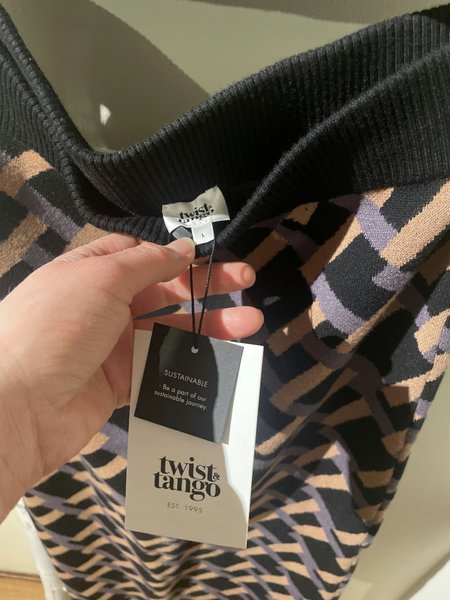 twist&
tango
L
SUSTAINABLE
- Be a part of our
sustainable journey.
twist&
tango
EST 1995